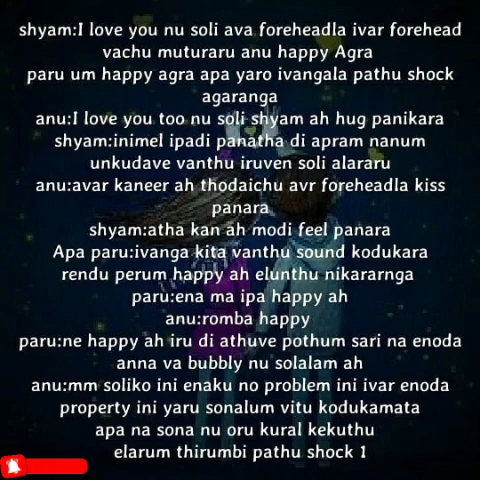 shyam:I love you nu soli ava foreheadla ivar forehead
vachu muturaru anu happy Agra
paru um happy agra apa yaro ivangala pathu shock
agaranga
anu:I love you too nu soli shyam ah hug panikara
shyam:inimel ipadi panatha di apram nanum
unkudave vanthu iruven soli alararu
anu:avar kaneer ah thodaichu avr foreheadla kiss
panara
shyam:atha kan ah modi feel panara
Apa paru:ivanga kita vanthu sound kodukara
rendu perum happy ah elunthu nikararnga
paru:ena ma ipa happy ah
anu:romba happy
paru:ne happy ah iru di athuve pothum sari na enoda
anna va bubbly nu solalam ah
anu:mm soliko ini enaku no problem ini ivar enoda
property ini yaru sonalum vitu kodukamata
apa na sona nu oru kural kekuthu
elarum thirumbi pathu shock 1